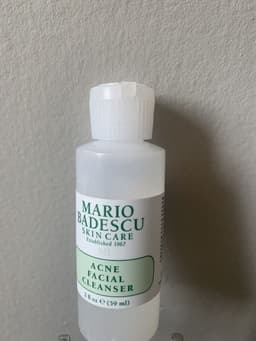 MARIO
BADESCU
SKIN CARE
Established 1967
ACNE
FACIAL
CLEANSER
2 fl oz ℮ (59 ml)